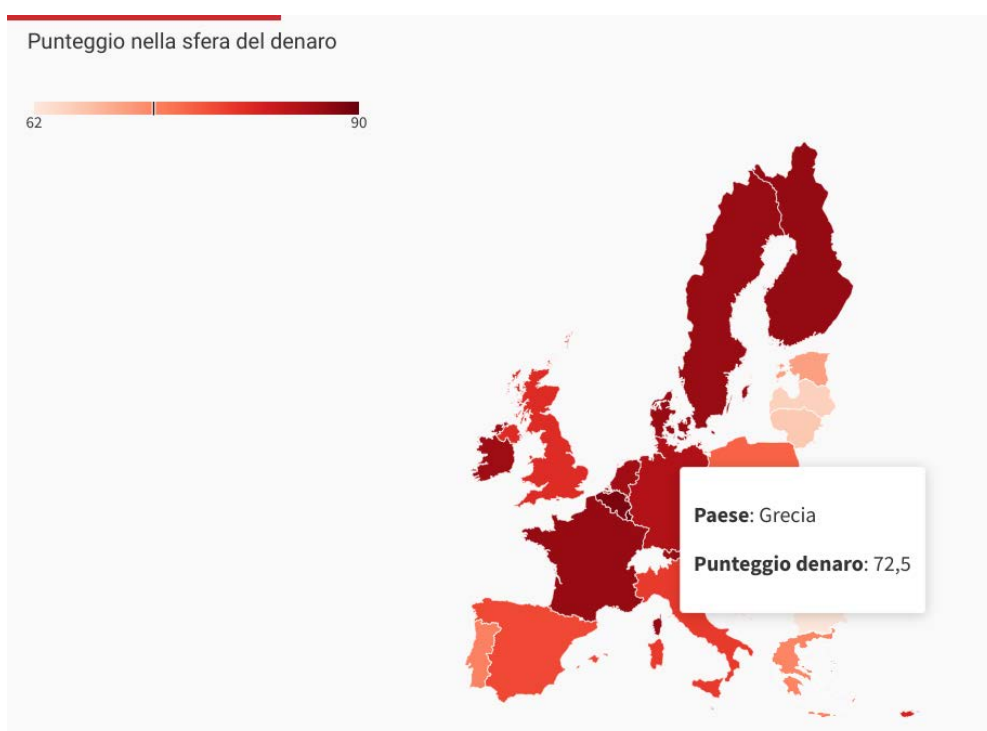 Punteggio nella sfera del denaro
62 90
Paese: Grecia
Punteggio denaro: 72,5